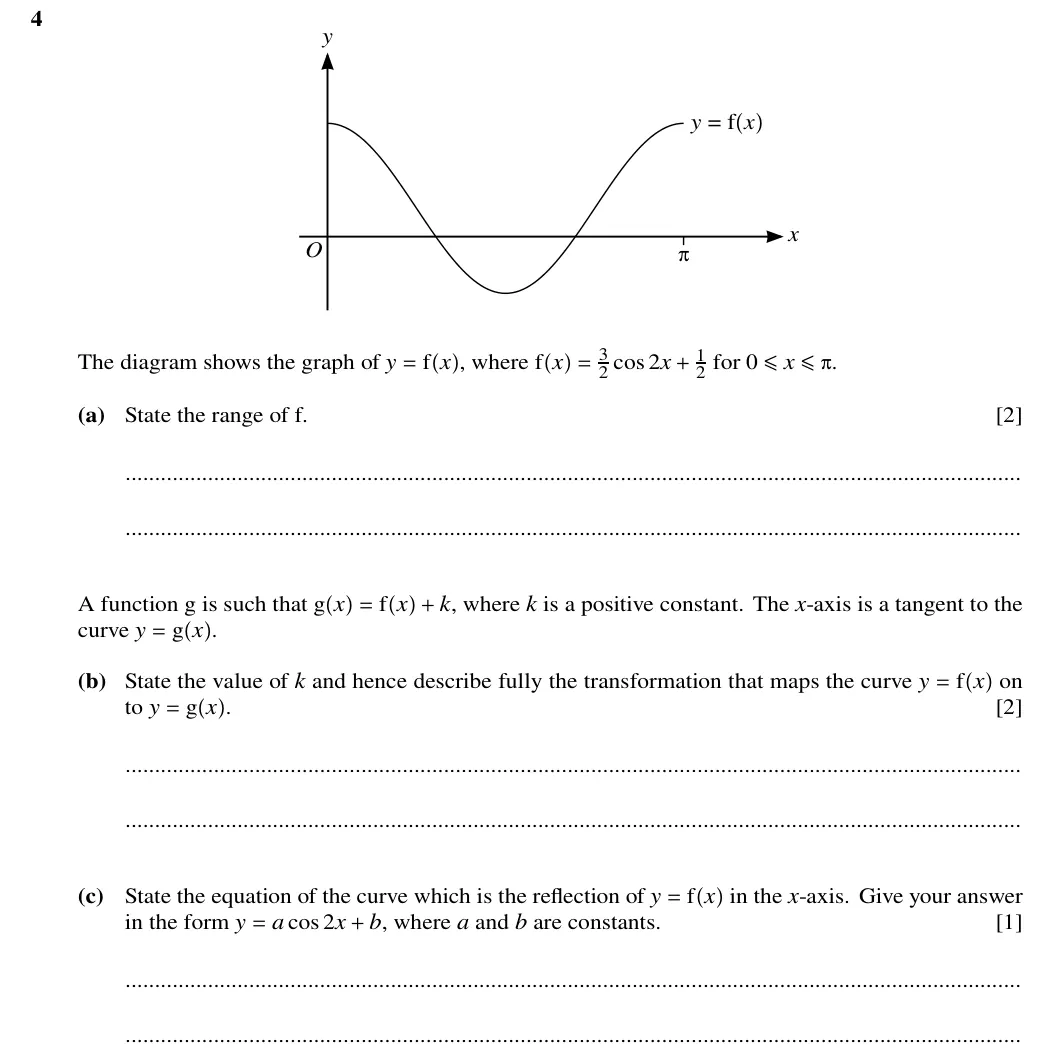 4
y
y = f(x)
O
π
x
The diagram shows the graph of y = f(x), where f(x) = 3/2 cos 2x + 1/2 for 0 ⩽ x ⩽ π.
(a) State the range of f. [2]
................................................................................
................................................................................
A function g is such that g(x) = f(x) + k, where k is a positive constant. The x-axis is a tangent to the
curve y = g(x).
(b) State the value of k and hence describe fully the transformation that maps the curve y = f(x) on
to y = g(x). [2]
................................................................................
................................................................................
(c) State the equation of the curve which is the reflection of y = f(x) in the x-axis. Give your answer
in the form y = a cos 2x + b, where a and b are constants. [1]
................................................................................
................................................................................